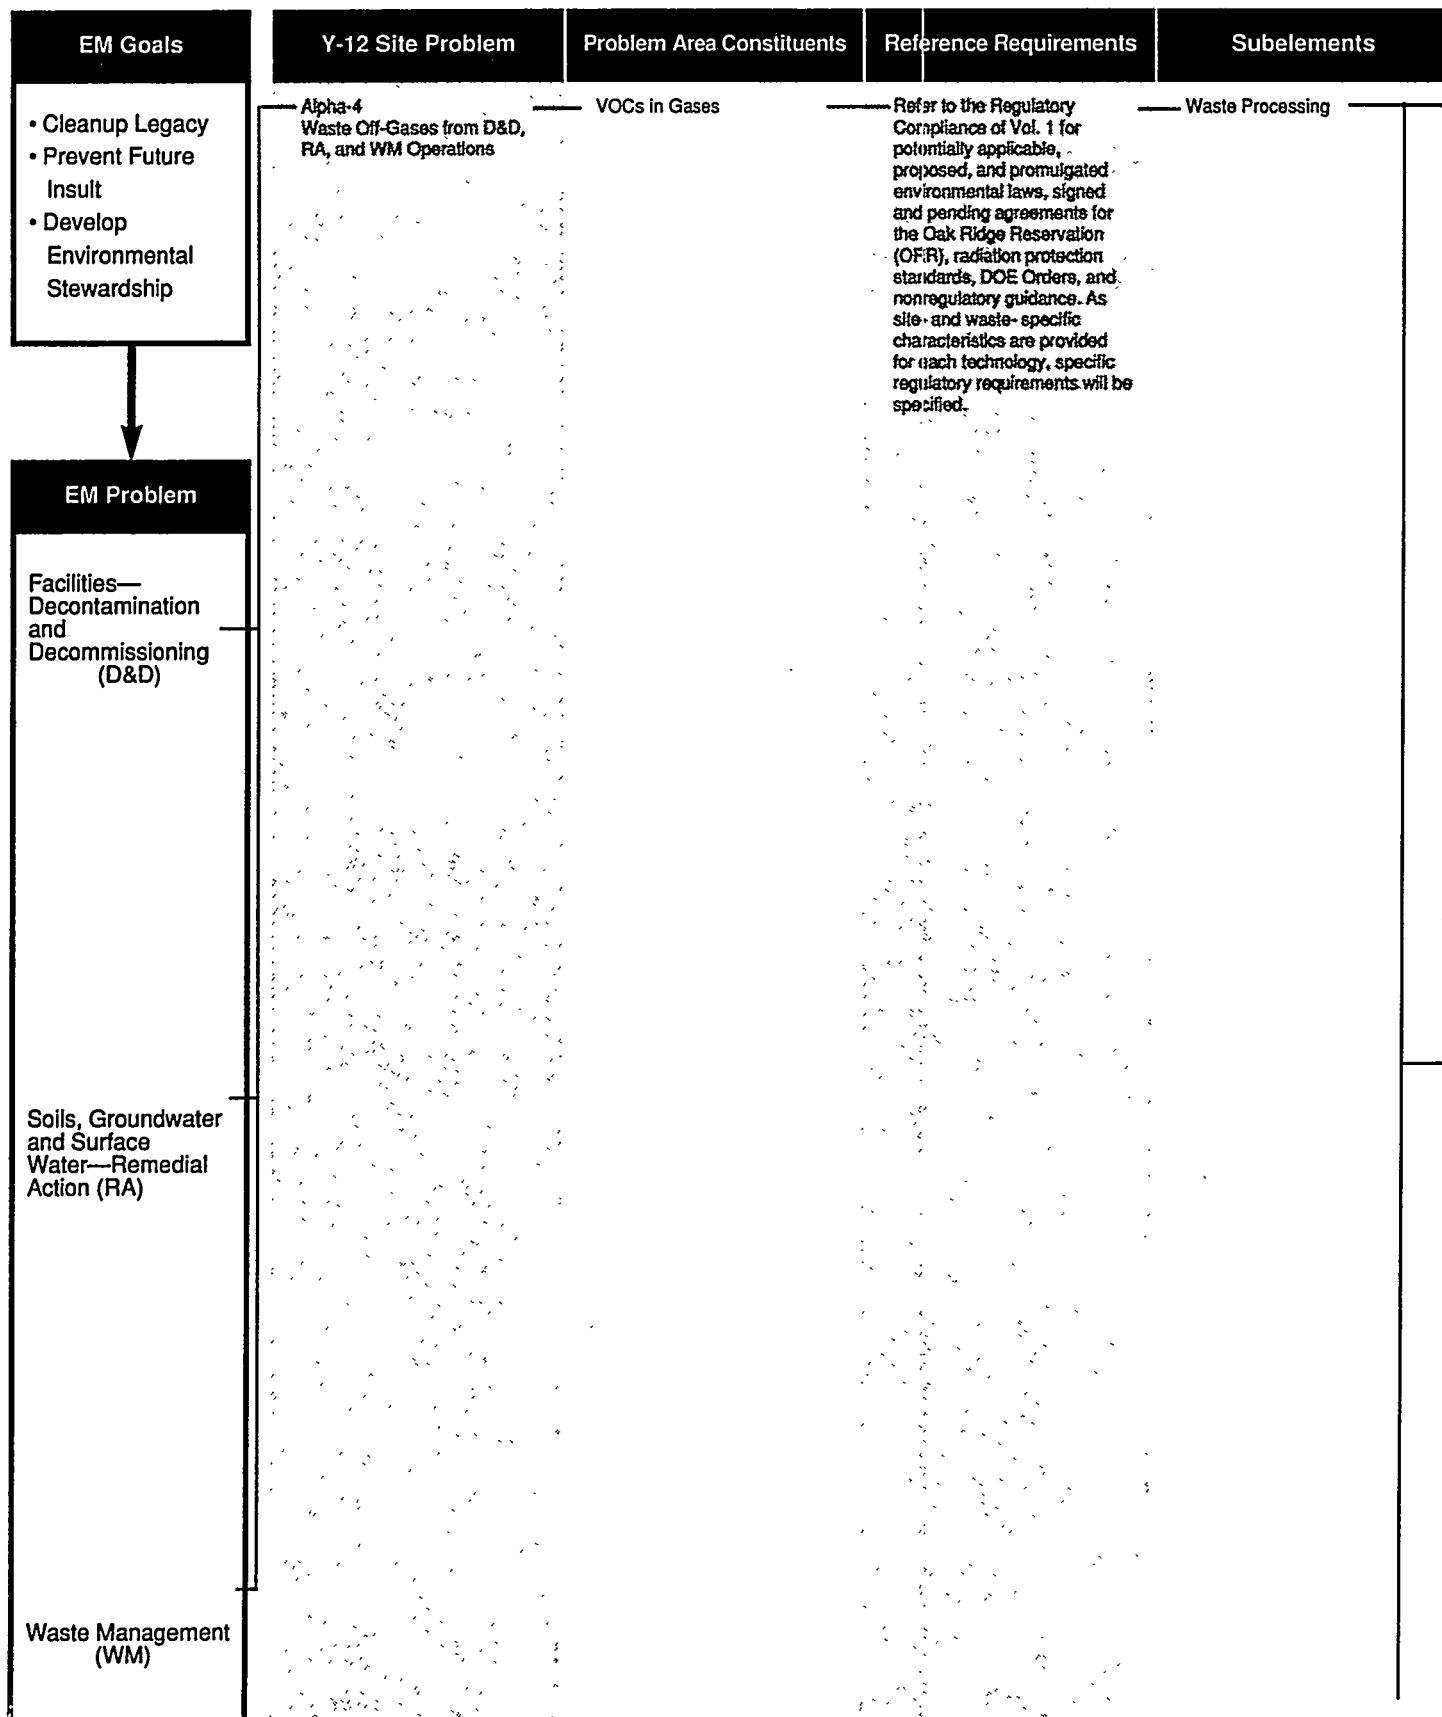 EM Goals
• Cleanup Legacy
• Prevent Future
Insult
• Develop
Environmental
Stewardship
EM Problem
Facilities—
Decontamination
and
Decommissioning
(D&D)
Soils, Groundwater
and Surface
Water—Remedial
Action (RA)
Waste Management
(WM)
Y-12 Site Problem
Alpha-4
Waste Off-Gases from D&D,
RA, and WM Operations
Problem Area Constituents
VOCs in Gases
Reference Requirements
Refer to the Regulatory
Compliance of Vol. 1 for
potentially applicable,
proposed, and promulgated
environmental laws, signed
and pending agreements for
the Oak Ridge Reservation
(ORR), radiation protection
standards, DOE Orders, and
nonregulatory guidance. As
site- and waste- specific
characteristics are provided
for each technology, specific
regulatory requirements will be
specified.
Subelements
Waste Processing